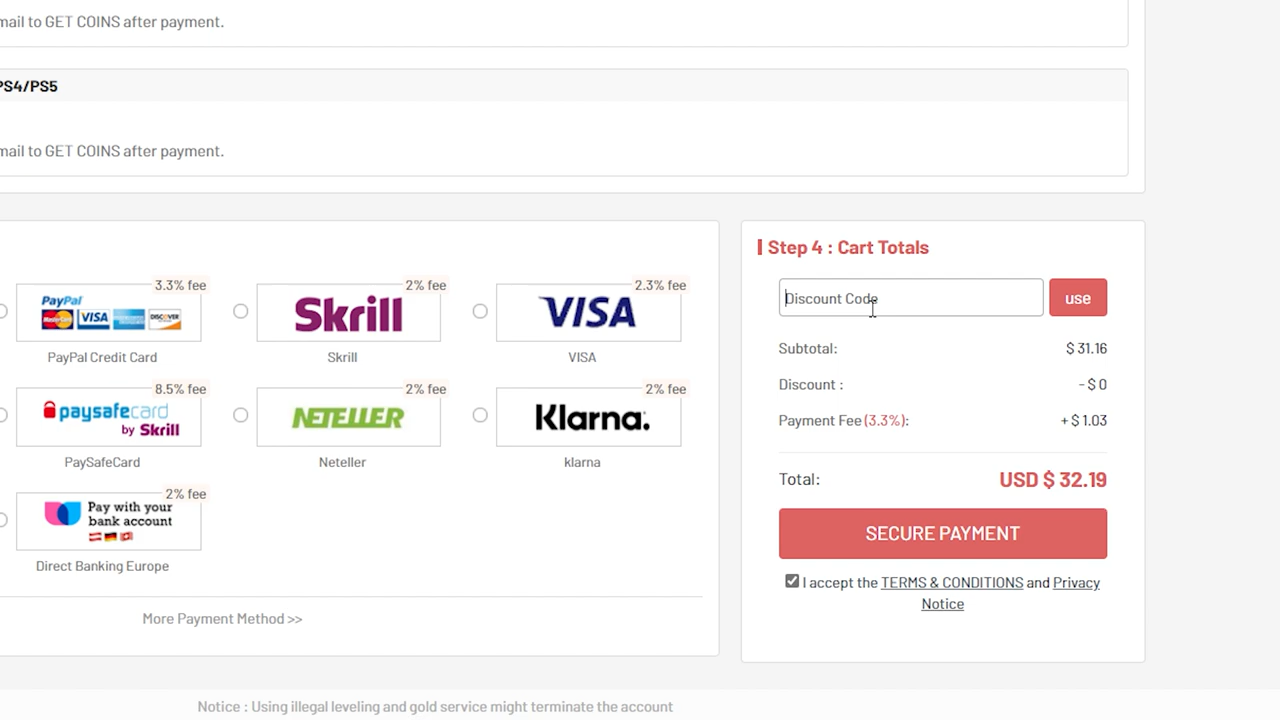 mail to GET COINS after payment.
PS4/PS5
mail to GET COINS after payment.
3.3% fee
PayPal
MasterCard VISA DISCOVER
PayPal Credit Card
2% fee
Skrill
Skrill
2.3% fee
VISA
VISA
8.5% fee
paysafecard
by Skrill
PaySafeCard
2% fee
NETELLER
Neteller
2% fee
Klarna.
klarna
2% fee
Pay with your
bank account
Direct Banking Europe
More Payment Method >>
Step 4 : Cart Totals
Discount Code
use
Subtotal: $ 31.16
Discount : - $ 0
Payment Fee (3.3%): + $ 1.03
Total: USD $ 32.19
SECURE PAYMENT
I accept the TERMS & CONDITIONS and Privacy
Notice
Notice : Using illegal leveling and gold service might terminate the account